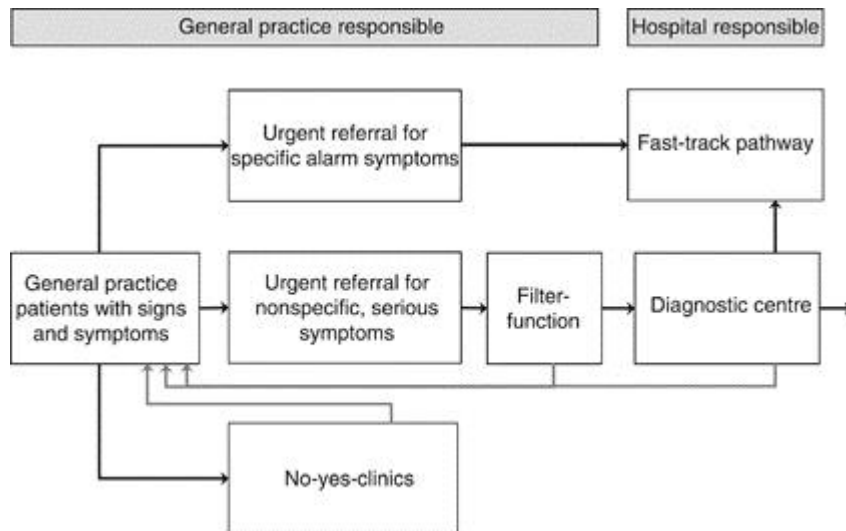 General practice responsible
Hospital responsible
Urgent referral for
specific alarm symptoms
Fast-track pathway
General practice
patients with signs
and symptoms
Urgent referral for
nonspecific, serious
symptoms
Filter-
function
Diagnostic centre
No-yes-clinics